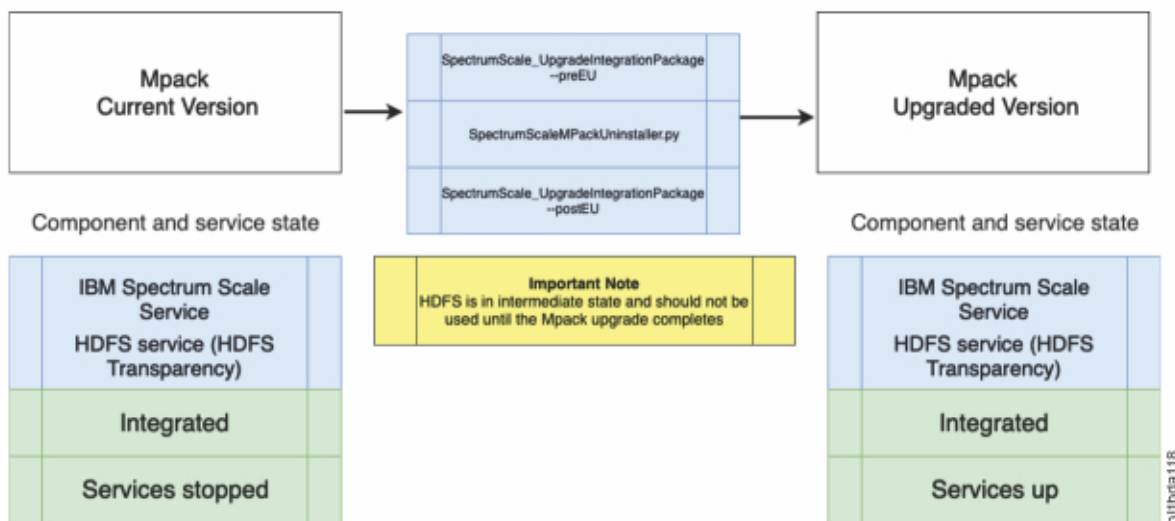 Mpack
Current Version
SpectrumScale_UpgradeIntegrationPackage
--preEU
SpectrumScaleMPackUninstaller.py
SpectrumScale_UpgradeIntegrationPackage
--postEU
Mpack
Upgraded Version
Component and service state
IBM Spectrum Scale
Service
HDFS service (HDFS
Transparency)
Integrated
Services stopped
Important Note
HDFS is in intermediate state and should not be
used until the Mpack upgrade completes
Component and service state
IBM Spectrum Scale
Service
HDFS service (HDFS
Transparency)
Integrated
Services up